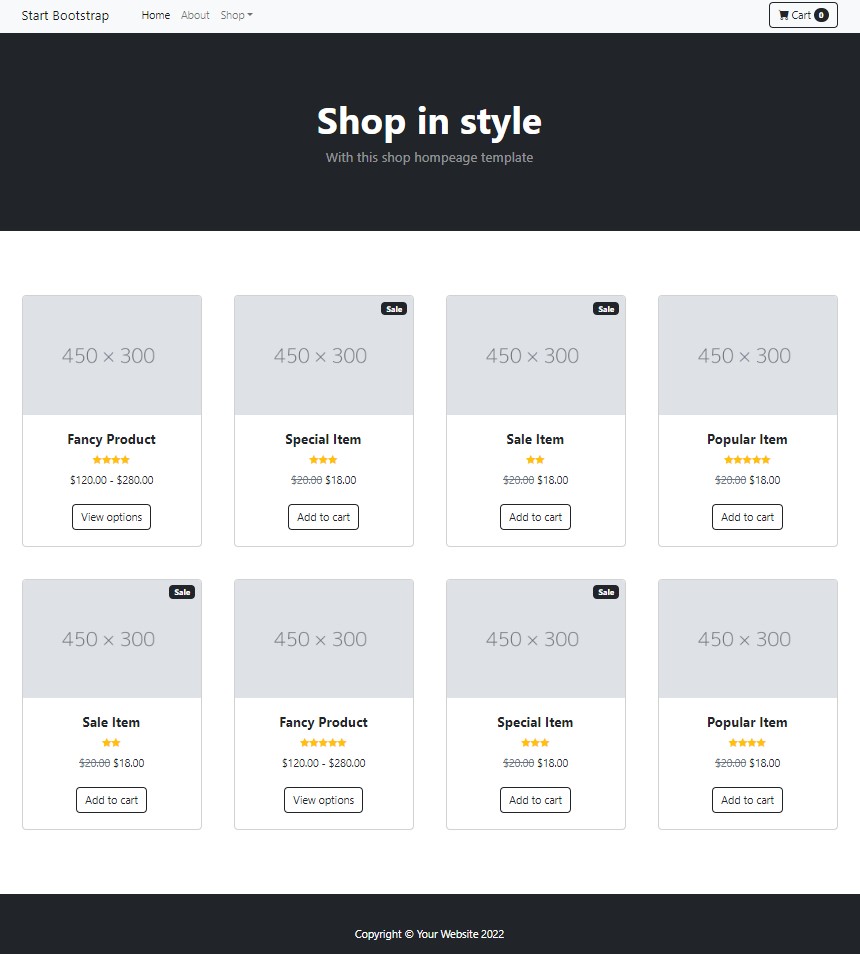 Start Bootstrap Home About Shop Cart 0
Shop in style
With this shop hompeage template
Sale Sale
450 × 300 450 × 300 450 × 300 450 × 300
Fancy Product Special Item Sale Item Popular Item
$120.00 - $280.00 $20.00 $18.00 $20.00 $18.00 $20.00 $18.00
View options Add to cart Add to cart Add to cart
Sale Sale
450 × 300 450 × 300 450 × 300 450 × 300
Sale Item Fancy Product Special Item Popular Item
$20.00 $18.00 $120.00 - $280.00 $20.00 $18.00 $20.00 $18.00
Add to cart View options Add to cart Add to cart
Copyright © Your Website 2022